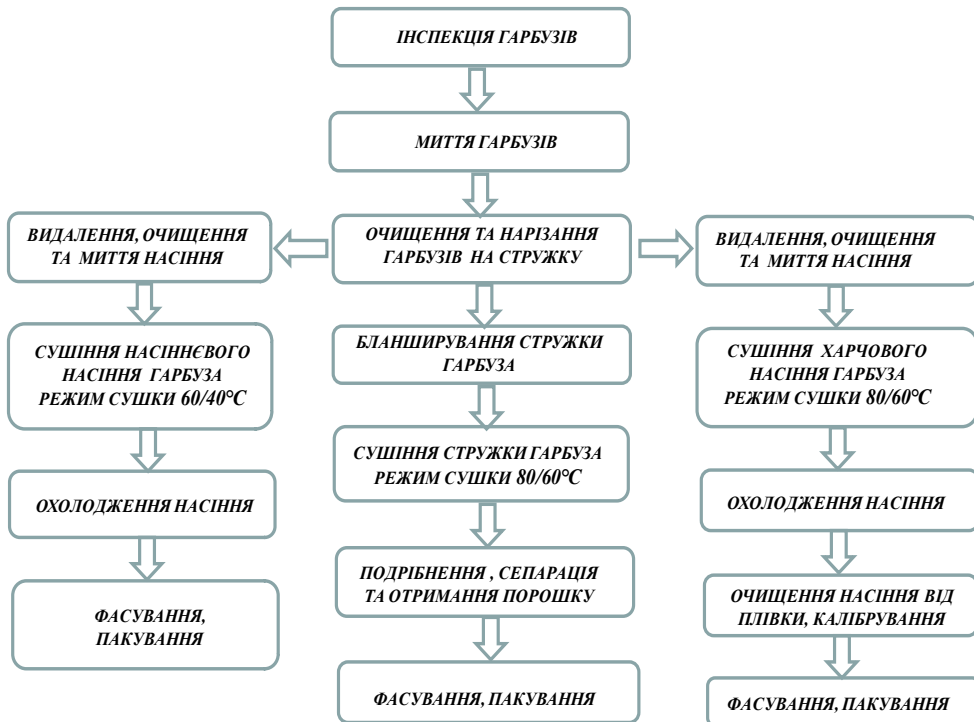 ІНСПЕКЦІЯ ГАРБУЗІВ
МИТТЯ ГАРБУЗІВ
ОЧИЩЕННЯ ТА НАРІЗАННЯ
ГАРБУЗІВ НА СТРУЖКУ
ВИДАЛЕННЯ, ОЧИЩЕННЯ
ТА МИТТЯ НАСІННЯ
СУШІННЯ НАСІННЄВОГО
НАСІННЯ ГАРБУЗА
РЕЖИМ СУШКИ 60/40°С
ОХОЛОДЖЕННЯ НАСІННЯ
ФАСУВАННЯ,
ПАКУВАННЯ
БЛАНШИРУВАННЯ СТРУЖКИ
ГАРБУЗА
СУШІННЯ СТРУЖКИ ГАРБУЗА
РЕЖИМ СУШКИ 80/60°С
ПОДРІБНЕННЯ , СЕПАРАЦІЯ
ТА ОТРИМАННЯ ПОРОШКУ
ФАСУВАННЯ, ПАКУВАННЯ
ВИДАЛЕННЯ, ОЧИЩЕННЯ
ТА МИТТЯ НАСІННЯ
СУШІННЯ ХАРЧОВОГО
НАСІННЯ ГАРБУЗА
РЕЖИМ СУШКИ 80/60°С
ОХОЛОДЖЕННЯ НАСІННЯ
ОЧИЩЕННЯ НАСІННЯ ВІД
ПЛІВКИ, КАЛІБРУВАННЯ
ФАСУВАННЯ, ПАКУВАННЯ